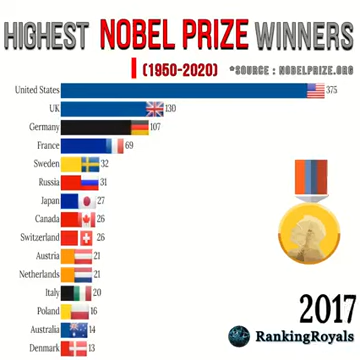 HIGHEST NOBEL PRIZE WINNERS
(1950-2020) *SOURCE : NOBELPRIZE.ORG
United States 375
UK 130
Germany 107
France 69
Sweden 32
Russia 31
Japan 27
Canada 26
Switzerland 26
Austria 21
Netherlands 21
Italy 20
Poland 16
Australia 14
Denmark 13
2017
RankingRoyals